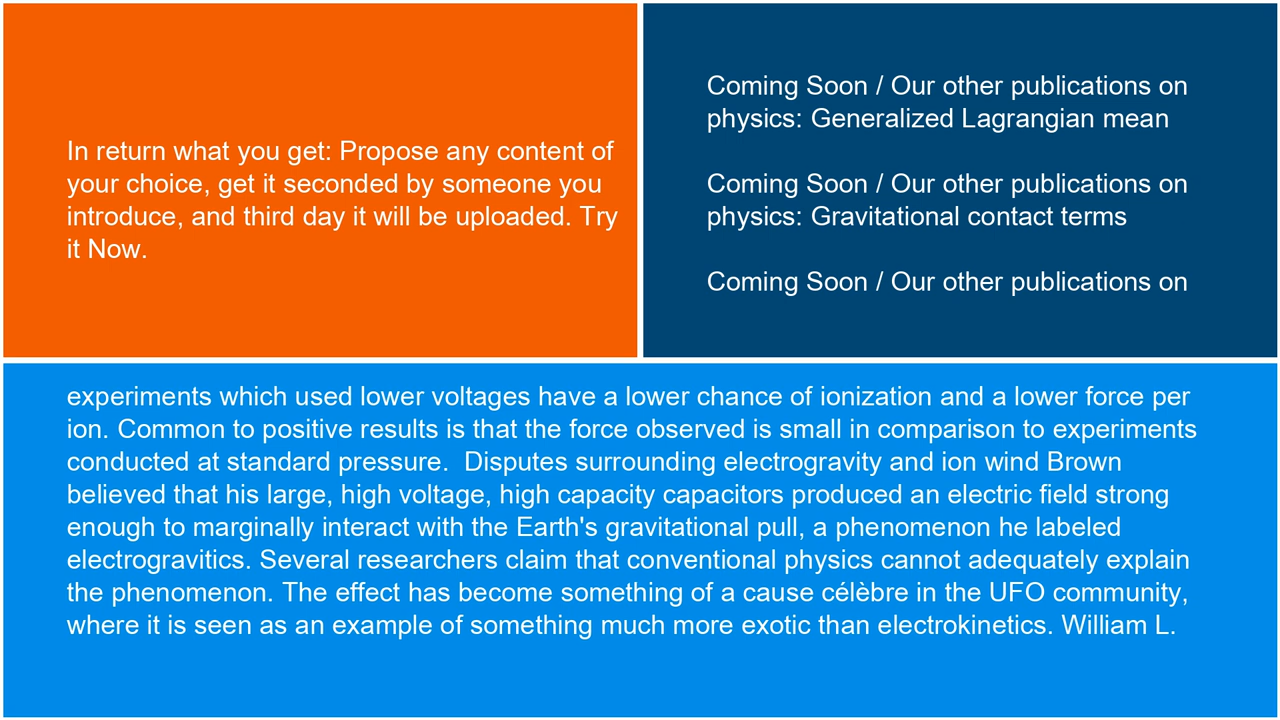 In return what you get: Propose any content of
your choice, get it seconded by someone you
introduce, and third day it will be uploaded. Try
it Now.
Coming Soon / Our other publications on
physics: Generalized Lagrangian mean
Coming Soon / Our other publications on
physics: Gravitational contact terms
Coming Soon / Our other publications on
experiments which used lower voltages have a lower chance of ionization and a lower force per
ion. Common to positive results is that the force observed is small in comparison to experiments
conducted at standard pressure.  Disputes surrounding electrogravity and ion wind Brown
believed that his large, high voltage, high capacity capacitors produced an electric field strong
enough to marginally interact with the Earth's gravitational pull, a phenomenon he labeled
electrogravitics. Several researchers claim that conventional physics cannot adequately explain
the phenomenon. The effect has become something of a cause célèbre in the UFO community,
where it is seen as an example of something much more exotic than electrokinetics. William L.